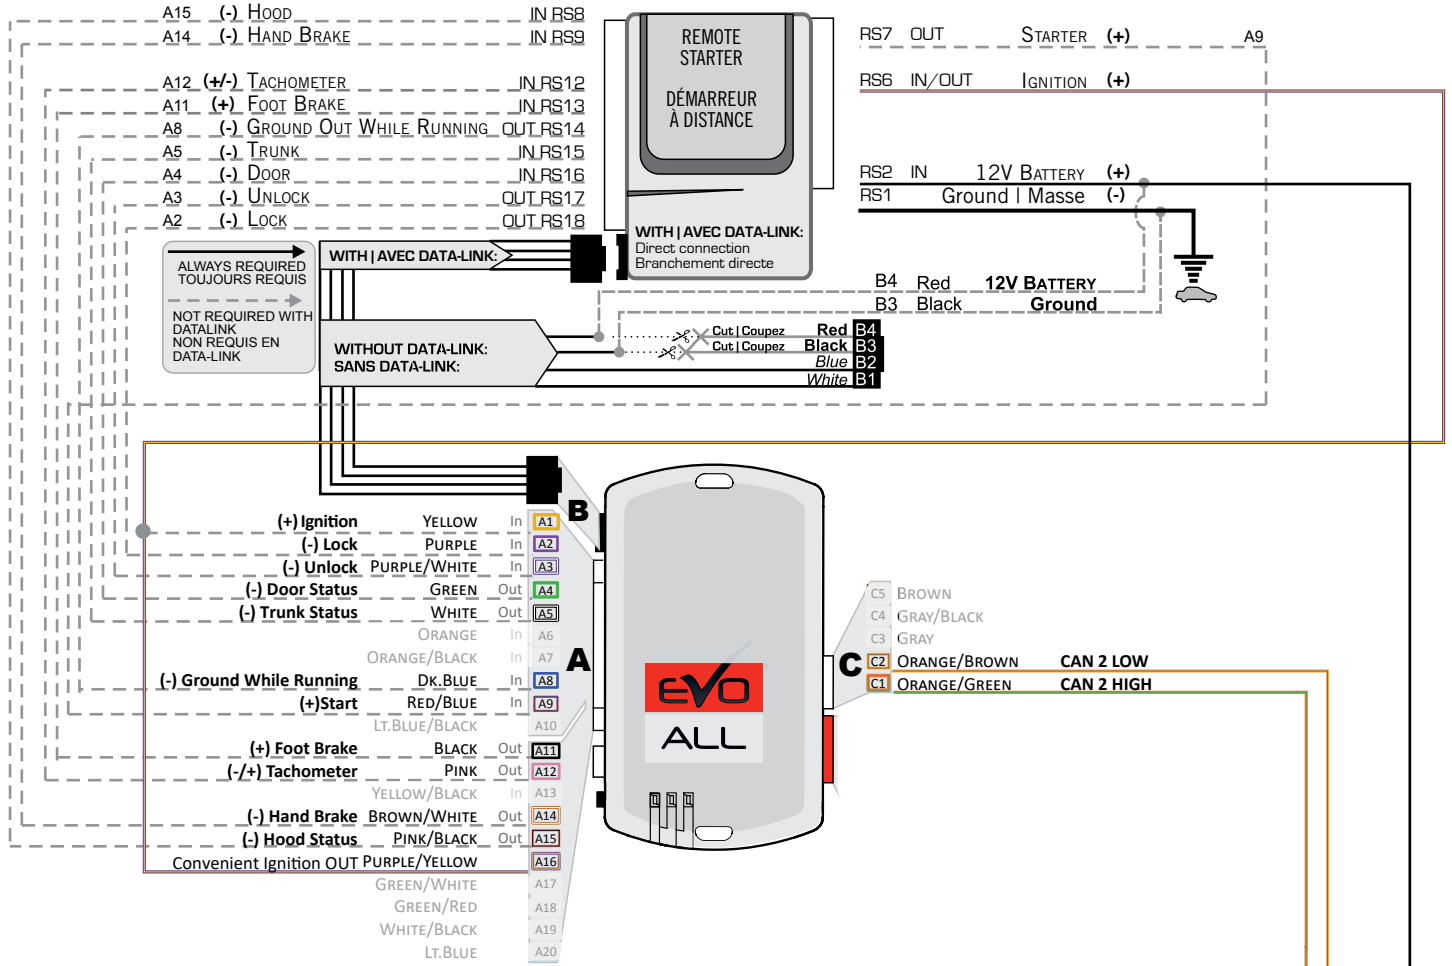 A15 (-) HOOD IN RS8
A14 (-) HAND BRAKE IN RS9
A12 (+/-) TACHOMETER IN RS12
A11 (+) FOOT BRAKE IN RS13
A8 (-) GROUND OUT WHILE RUNNING OUT RS14
A5 (-) TRUNK IN RS15
A4 (-) DOOR IN RS16
A3 (-) UNLOCK OUT RS17
A2 (-) LOCK OUT RS18
REMOTE
STARTER
DÉMARREUR
À DISTANCE
WITH | AVEC DATA-LINK:
Direct connection
Branchement directe
RS7 OUT STARTER (+) A9
RS6 IN/OUT IGNITION (+)
RS2 IN 12V BATTERY (+)
RS1 Ground | Masse (-)
ALWAYS REQUIRED
TOUJOURS REQUIS
NOT REQUIRED WITH
DATALINK
NON REQUIS EN
DATA-LINK
WITH | AVEC DATA-LINK:
WITHOUT DATA-LINK:
SANS DATA-LINK:
B4 Red 12V BATTERY
B3 Black Ground
Cut | Coupez Red B4
Cut | Coupez Black B3
Blue B2
White B1
B
A
(+) Ignition YELLOW In A1
(-) Lock PURPLE In A2
(-) Unlock PURPLE/WHITE In A3
(-) Door Status GREEN Out A4
(-) Trunk Status WHITE Out A5
ORANGE In A6
ORANGE/BLACK In A7
(-) Ground While Running DK.BLUE In A8
(+)Start RED/BLUE In A9
LT.BLUE/BLACK A10
(+) Foot Brake BLACK Out A11
(-/+) Tachometer PINK Out A12
YELLOW/BLACK In A13
(-) Hand Brake BROWN/WHITE Out A14
(-) Hood Status PINK/BLACK Out A15
Convenient Ignition OUT PURPLE/YELLOW A16
GREEN/WHITE A17
GREEN/RED A18
WHITE/BLACK A19
LT.BLUE A20
EVO
ALL
C
C5 BROWN
C4 GRAY/BLACK
C3 GRAY
C2 ORANGE/BROWN CAN 2 LOW
C1 ORANGE/GREEN CAN 2 HIGH